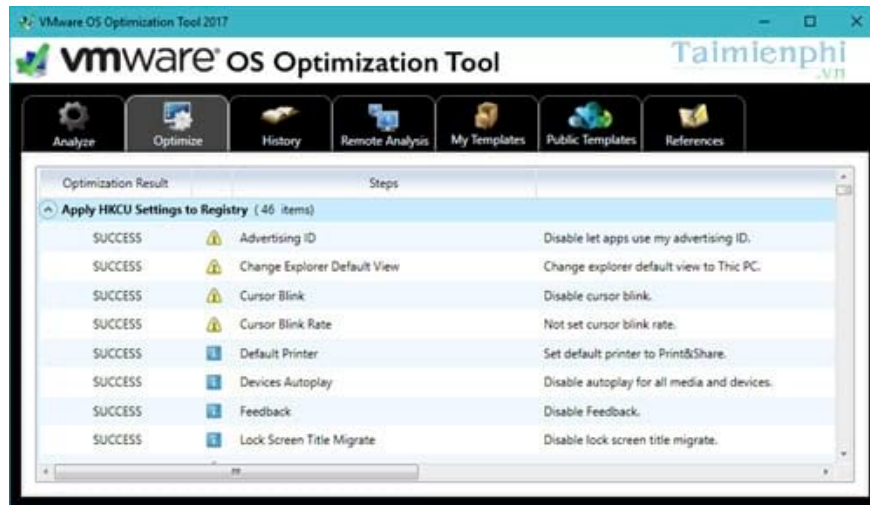 VMware OS Optimization Tool 2017
vmware® OS Optimization Tool
Taimienphi
.vn
Analyze Optimize History Remote Analysis My Templates Public Templates References
Optimization Result Steps
Apply HKCU Settings to Registry ( 46 items)
SUCCESS Advertising ID Disable let apps use my advertising ID.
SUCCESS Change Explorer Default View Change explorer default view to Thic PC.
SUCCESS Cursor Blink Disable cursor blink.
SUCCESS Cursor Blink Rate Not set cursor blink rate.
SUCCESS Default Printer Set default printer to Print&Share.
SUCCESS Devices Autoplay Disable autoplay for all media and devices.
SUCCESS Feedback Disable Feedback.
SUCCESS Lock Screen Title Migrate Disable lock screen title migrate.